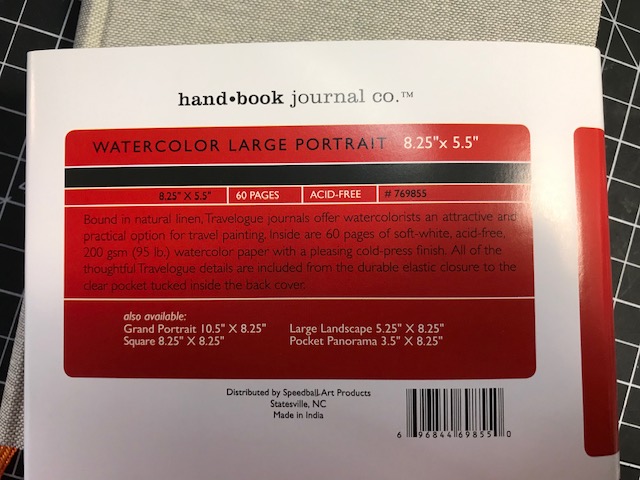 hand•book journal co.™
WATERCOLOR LARGE PORTRAIT 8.25"x 5.5"
8.25" X 5.5" 60 PAGES ACID-FREE # 769855
Bound in natural linen, Travelogue journals offer watercolorists an attractive and
practical option for travel painting. Inside are 60 pages of soft-white, acid-free,
200 gsm (95 lb.) watercolor paper with a pleasing cold-press finish. All of the
thoughtful Travelogue details are included from the durable elastic closure to the
clear pocket tucked inside the back cover.
also available:
Grand Portrait 10.5" X 8.25" Large Landscape 5.25" X 8.25"
Square 8.25" X 8.25" Pocket Panorama 3.5" X 8.25"
Distributed by Speedball Art Products
Statesville, NC
Made in India
6 96844 69855 0